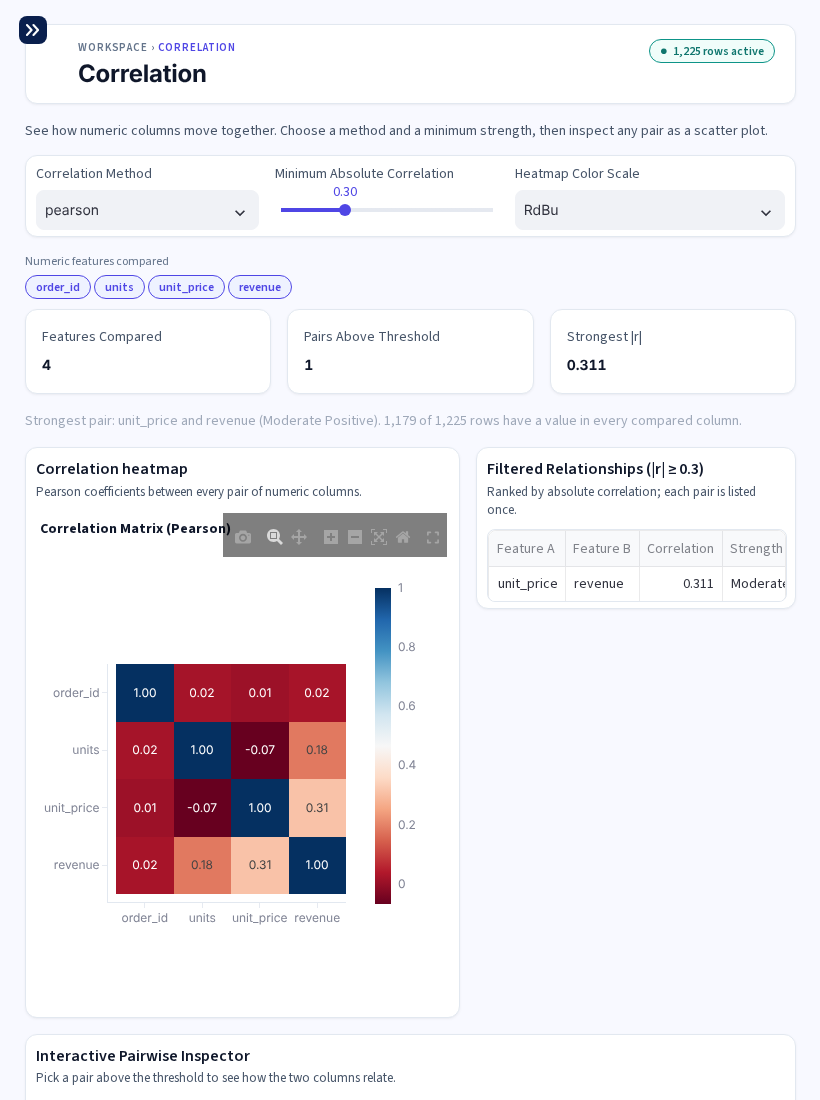 WORKSPACE › CORRELATION
Correlation
1,225 rows active
See how numeric columns move together. Choose a method and a minimum strength, then inspect any pair as a scatter plot.
Correlation Method
Minimum Absolute Correlation
Heatmap Color Scale
0.30
pearson
RdBu
Numeric features compared
order_id units unit_price revenue
Features Compared
4
Pairs Above Threshold
1
Strongest |r|
0.311
Strongest pair: unit_price and revenue (Moderate Positive). 1,179 of 1,225 rows have a value in every compared column.
Correlation heatmap
Pearson coefficients between every pair of numeric columns.
Correlation Matrix (Pearson)
1
0.8
0.6
0.4
0.2
0
order_id 1.00 0.02 0.01 0.02
units 0.02 1.00 -0.07 0.18
unit_price 0.01 -0.07 1.00 0.31
revenue 0.02 0.18 0.31 1.00
order_id units unit_price revenue
Filtered Relationships (|r| ≥ 0.3)
Ranked by absolute correlation; each pair is listed
once.
Feature A Feature B Correlation Strength
unit_price revenue 0.311 Moderate
Interactive Pairwise Inspector
Pick a pair above the threshold to see how the two columns relate.